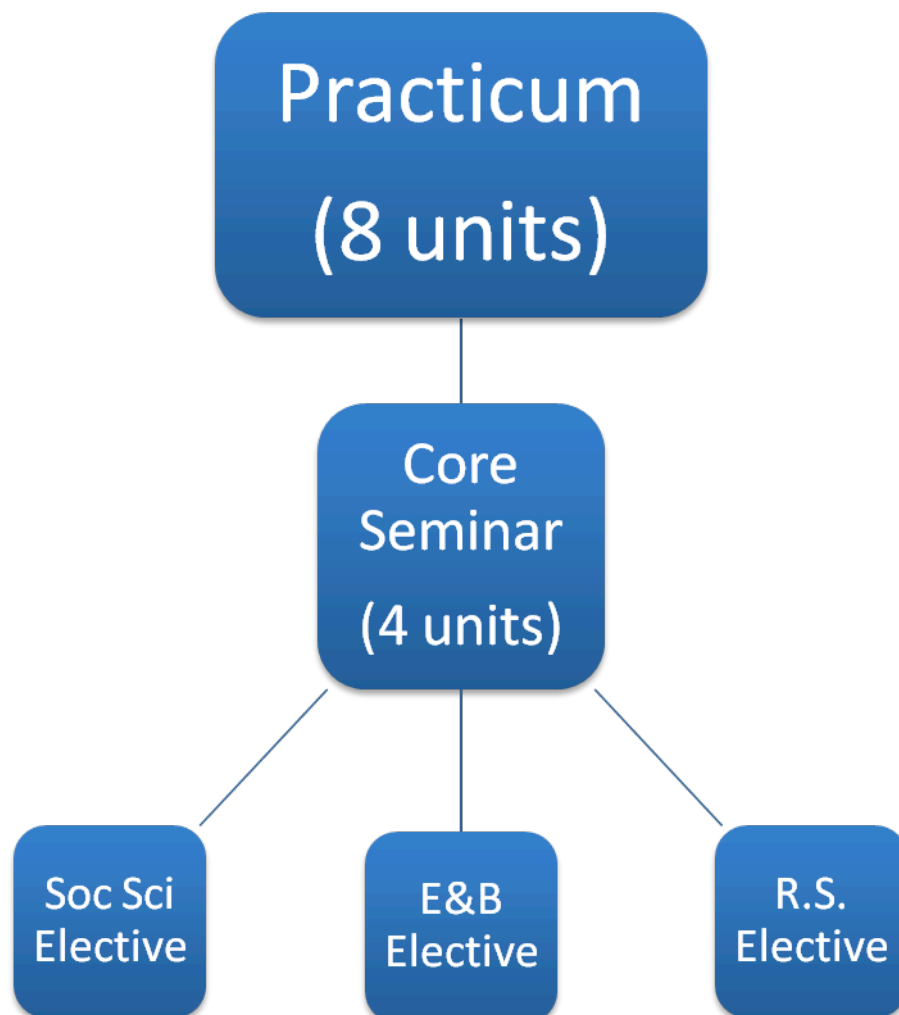 Practicum
(8 units)
Core
Seminar
(4 units)
Soc Sci
Elective
E&B
Elective
R.S.
Elective